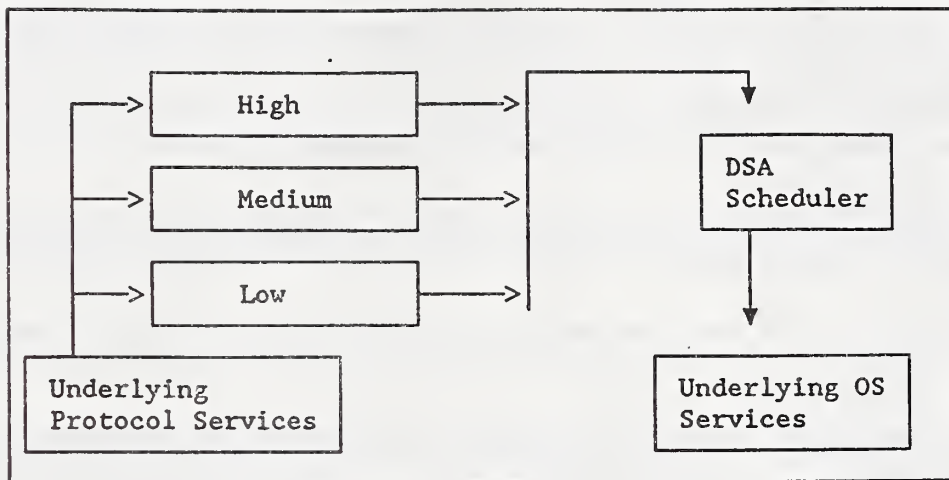 High
Medium
Low
DSA
Scheduler
Underlying
Protocol Services
Underlying OS
Services